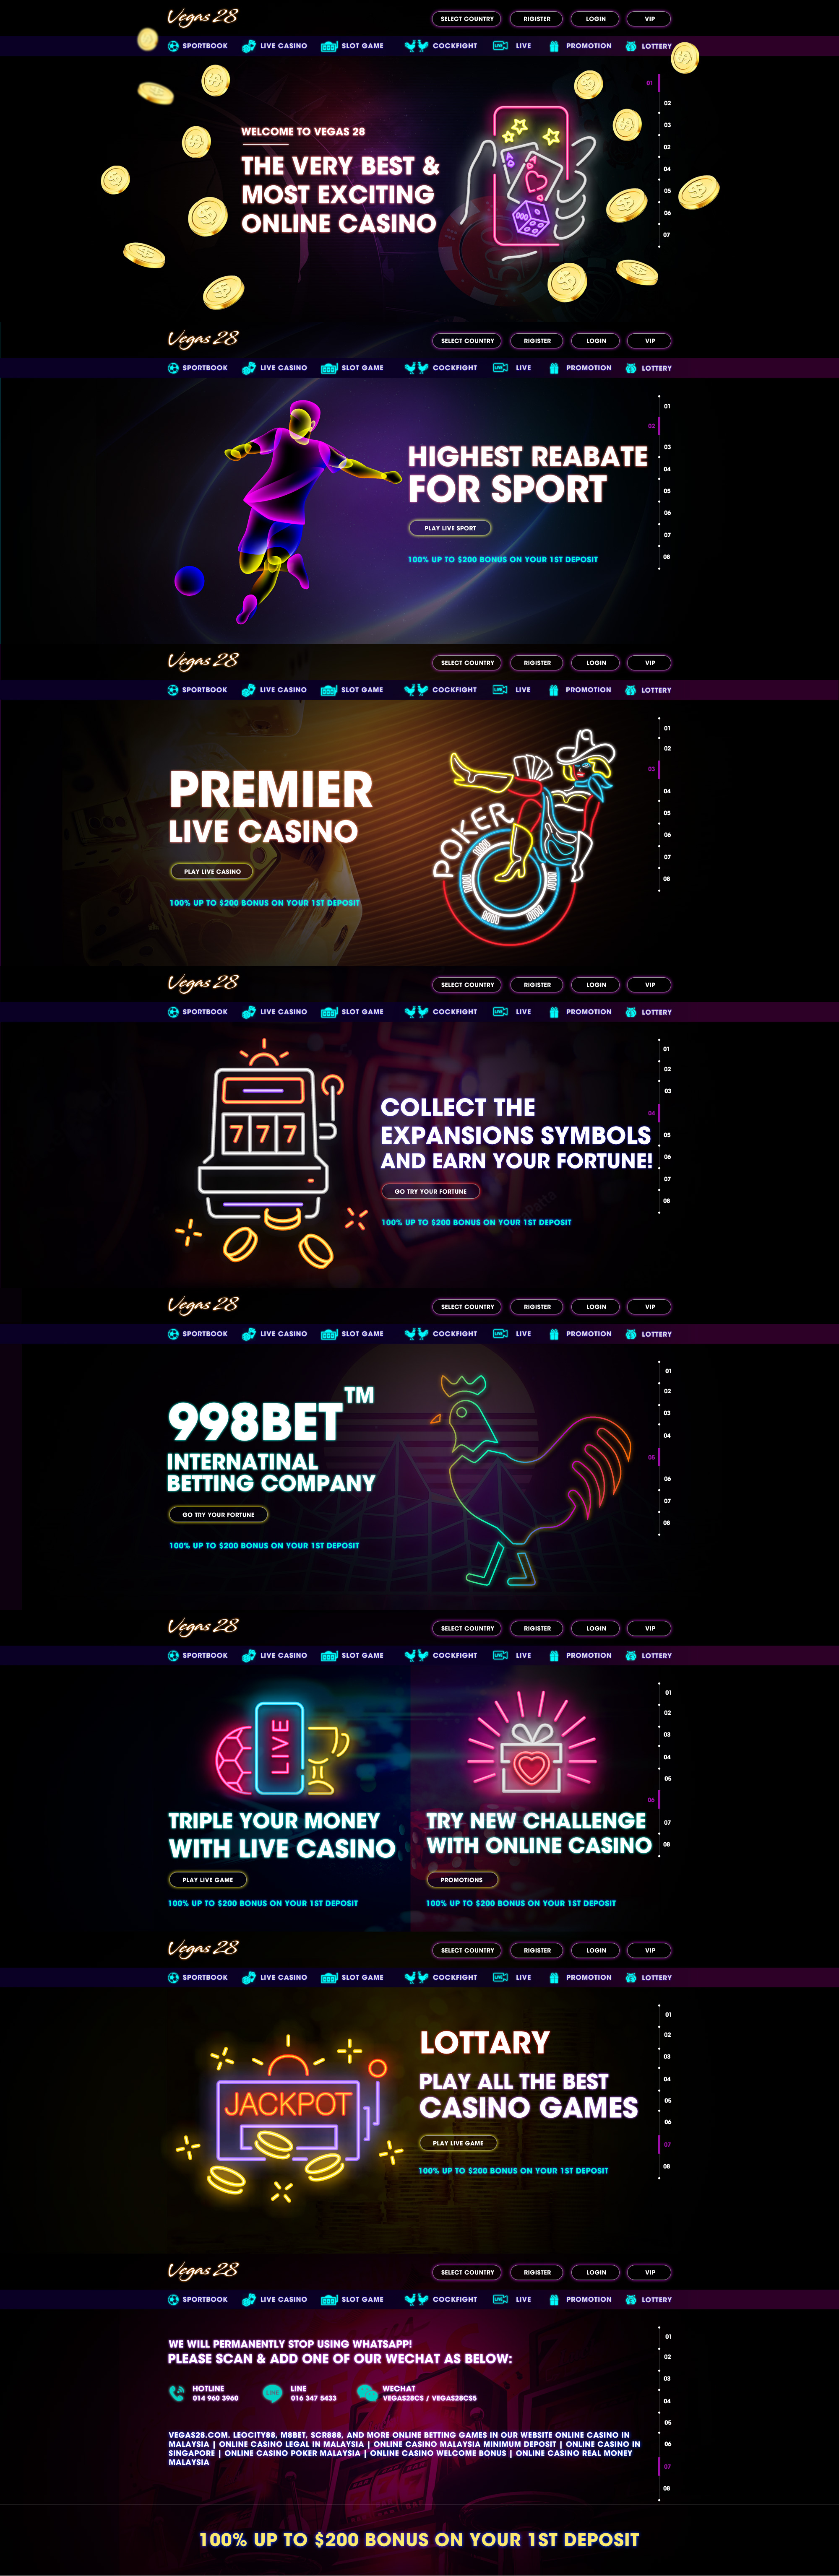 Vegas 28
SELECT COUNTRY RIGISTER LOGIN VIP
SPORTBOOK LIVE CASINO SLOT GAME COCKFIGHT LIVE PROMOTION LOTTERY
01
02
03
02
04
05
06
07
WELCOME TO VEGAS 28
THE VERY BEST &
MOST EXCITING
ONLINE CASINO
Vegas 28
SELECT COUNTRY RIGISTER LOGIN VIP
SPORTBOOK LIVE CASINO SLOT GAME COCKFIGHT LIVE PROMOTION LOTTERY
01
02
03
04
05
06
07
08
HIGHEST REABATE
FOR SPORT
PLAY LIVE SPORT
100% UP TO $200 BONUS ON YOUR 1ST DEPOSIT
Vegas 28
SELECT COUNTRY RIGISTER LOGIN VIP
SPORTBOOK LIVE CASINO SLOT GAME COCKFIGHT LIVE PROMOTION LOTTERY
01
02
03
04
05
06
07
08
PREMIER
LIVE CASINO
PLAY LIVE CASINO
100% UP TO $200 BONUS ON YOUR 1ST DEPOSIT
POKER
Vegas 28
SELECT COUNTRY RIGISTER LOGIN VIP
SPORTBOOK LIVE CASINO SLOT GAME COCKFIGHT LIVE PROMOTION LOTTERY
01
02
03
04
05
06
07
08
777
COLLECT THE
EXPANSIONS SYMBOLS
AND EARN YOUR FORTUNE!
GO TRY YOUR FORTUNE
100% UP TO $200 BONUS ON YOUR 1ST DEPOSIT
Vegas 28
SELECT COUNTRY RIGISTER LOGIN VIP
SPORTBOOK LIVE CASINO SLOT GAME COCKFIGHT LIVE PROMOTION LOTTERY
01
02
03
04
05
06
07
08
998BET TM
INTERNATINAL
BETTING COMPANY
GO TRY YOUR FORTUNE
100% UP TO $200 BONUS ON YOUR 1ST DEPOSIT
Vegas 28
SELECT COUNTRY RIGISTER LOGIN VIP
SPORTBOOK LIVE CASINO SLOT GAME COCKFIGHT LIVE PROMOTION LOTTERY
01
02
03
04
05
06
07
08
LIVE
TRIPLE YOUR MONEY
WITH LIVE CASINO
PLAY LIVE GAME
100% UP TO $200 BONUS ON YOUR 1ST DEPOSIT
TRY NEW CHALLENGE
WITH ONLINE CASINO
PROMOTIONS
100% UP TO $200 BONUS ON YOUR 1ST DEPOSIT
Vegas 28
SELECT COUNTRY RIGISTER LOGIN VIP
SPORTBOOK LIVE CASINO SLOT GAME COCKFIGHT LIVE PROMOTION LOTTERY
01
02
03
04
05
06
07
08
JACKPOT
LOTTARY
PLAY ALL THE BEST
CASINO GAMES
PLAY LIVE GAME
100% UP TO $200 BONUS ON YOUR 1ST DEPOSIT
Vegas 28
SELECT COUNTRY RIGISTER LOGIN VIP
SPORTBOOK LIVE CASINO SLOT GAME COCKFIGHT LIVE PROMOTION LOTTERY
01
02
03
04
05
06
07
08
WE WILL PERMANENTLY STOP USING WHATSAPP!
PLEASE SCAN & ADD ONE OF OUR WECHAT AS BELOW:
HOTLINE
014 960 3960
LINE
016 347 5433
WECHAT
VEGAS28CS / VEGAS28CS5
VEGAS28.COM. LEOCITY88, M8BET, SCR888, AND MORE ONLINE BETTING GAMES IN OUR WEBSITE ONLINE CASINO IN
MALAYSIA | ONLINE CASINO LEGAL IN MALAYSIA | ONLINE CASINO MALAYSIA MINIMUM DEPOSIT | ONLINE CASINO IN
SINGAPORE | ONLINE CASINO POKER MALAYSIA | ONLINE CASINO WELCOME BONUS | ONLINE CASINO REAL MONEY
MALAYSIA
100% UP TO $200 BONUS ON YOUR 1ST DEPOSIT